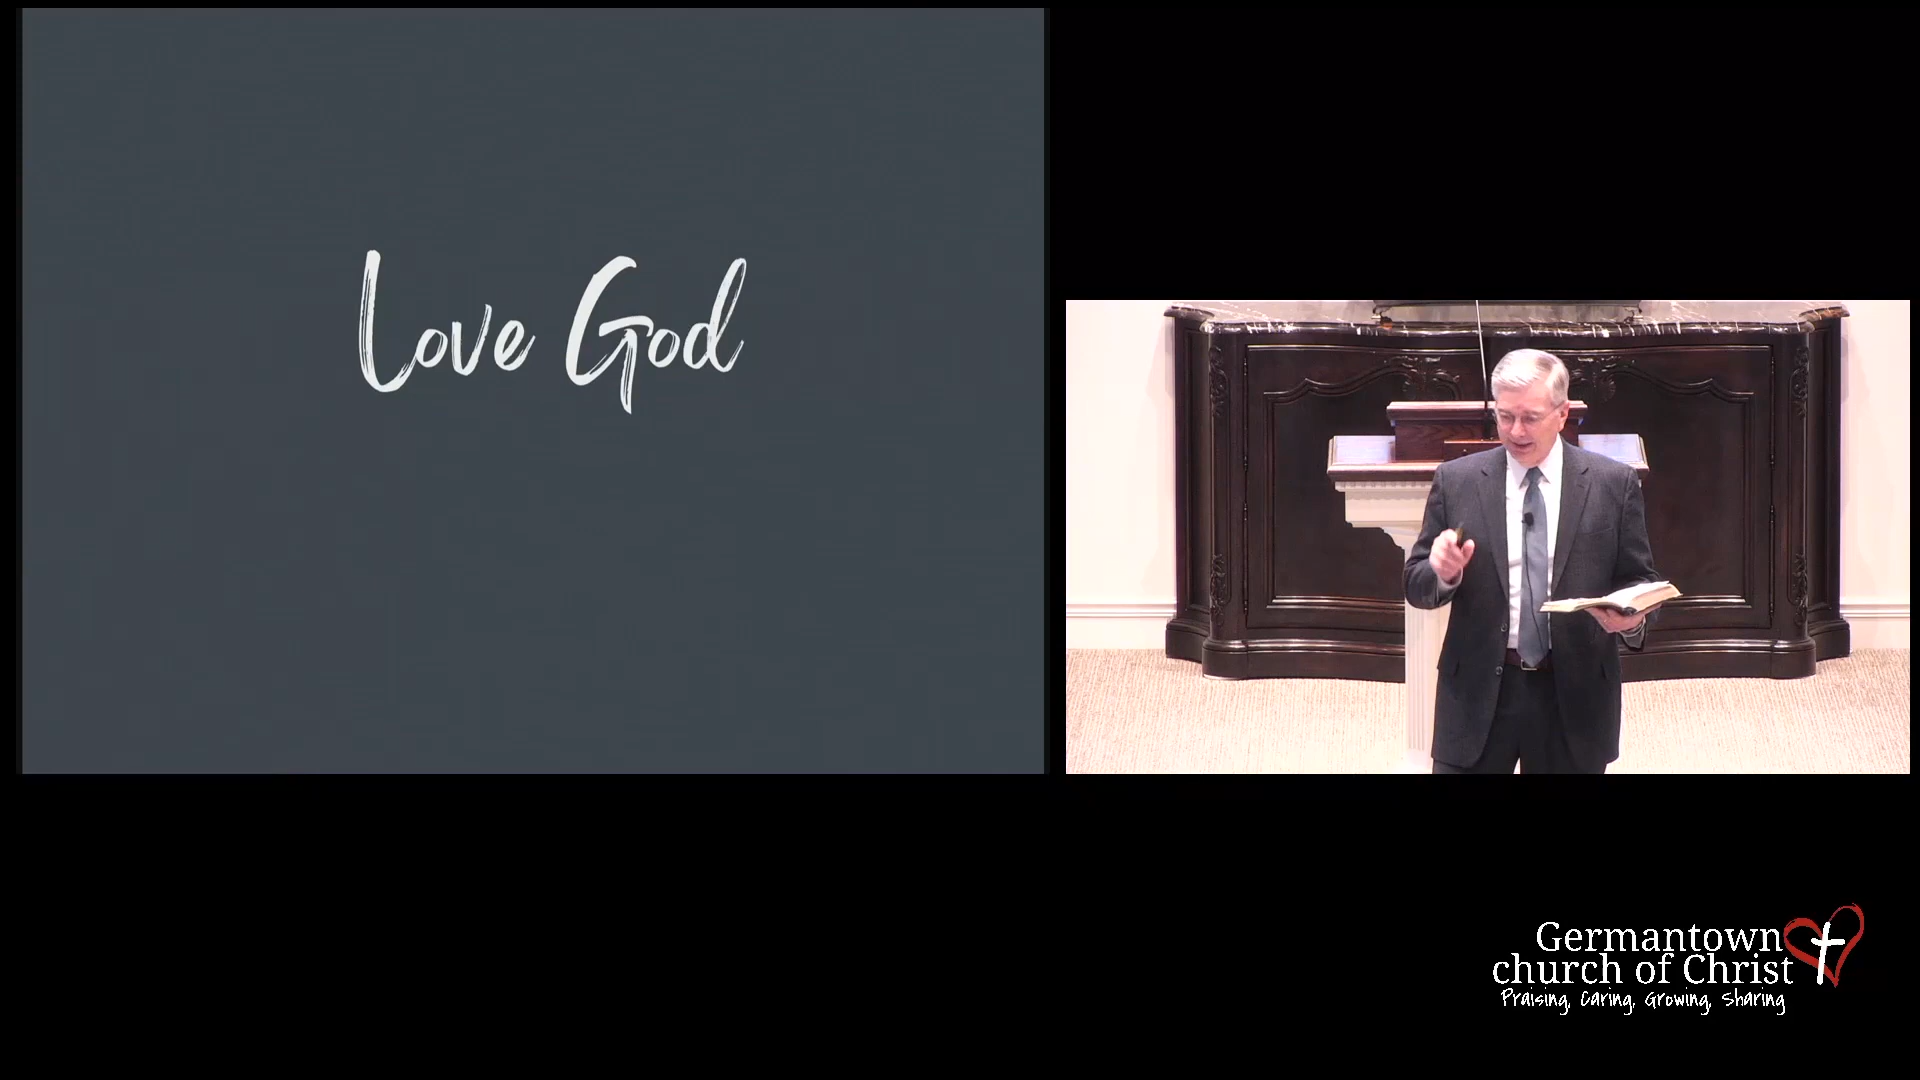 Love God
Germantown
church of Christ
Praising, Caring, Growing, Sharing